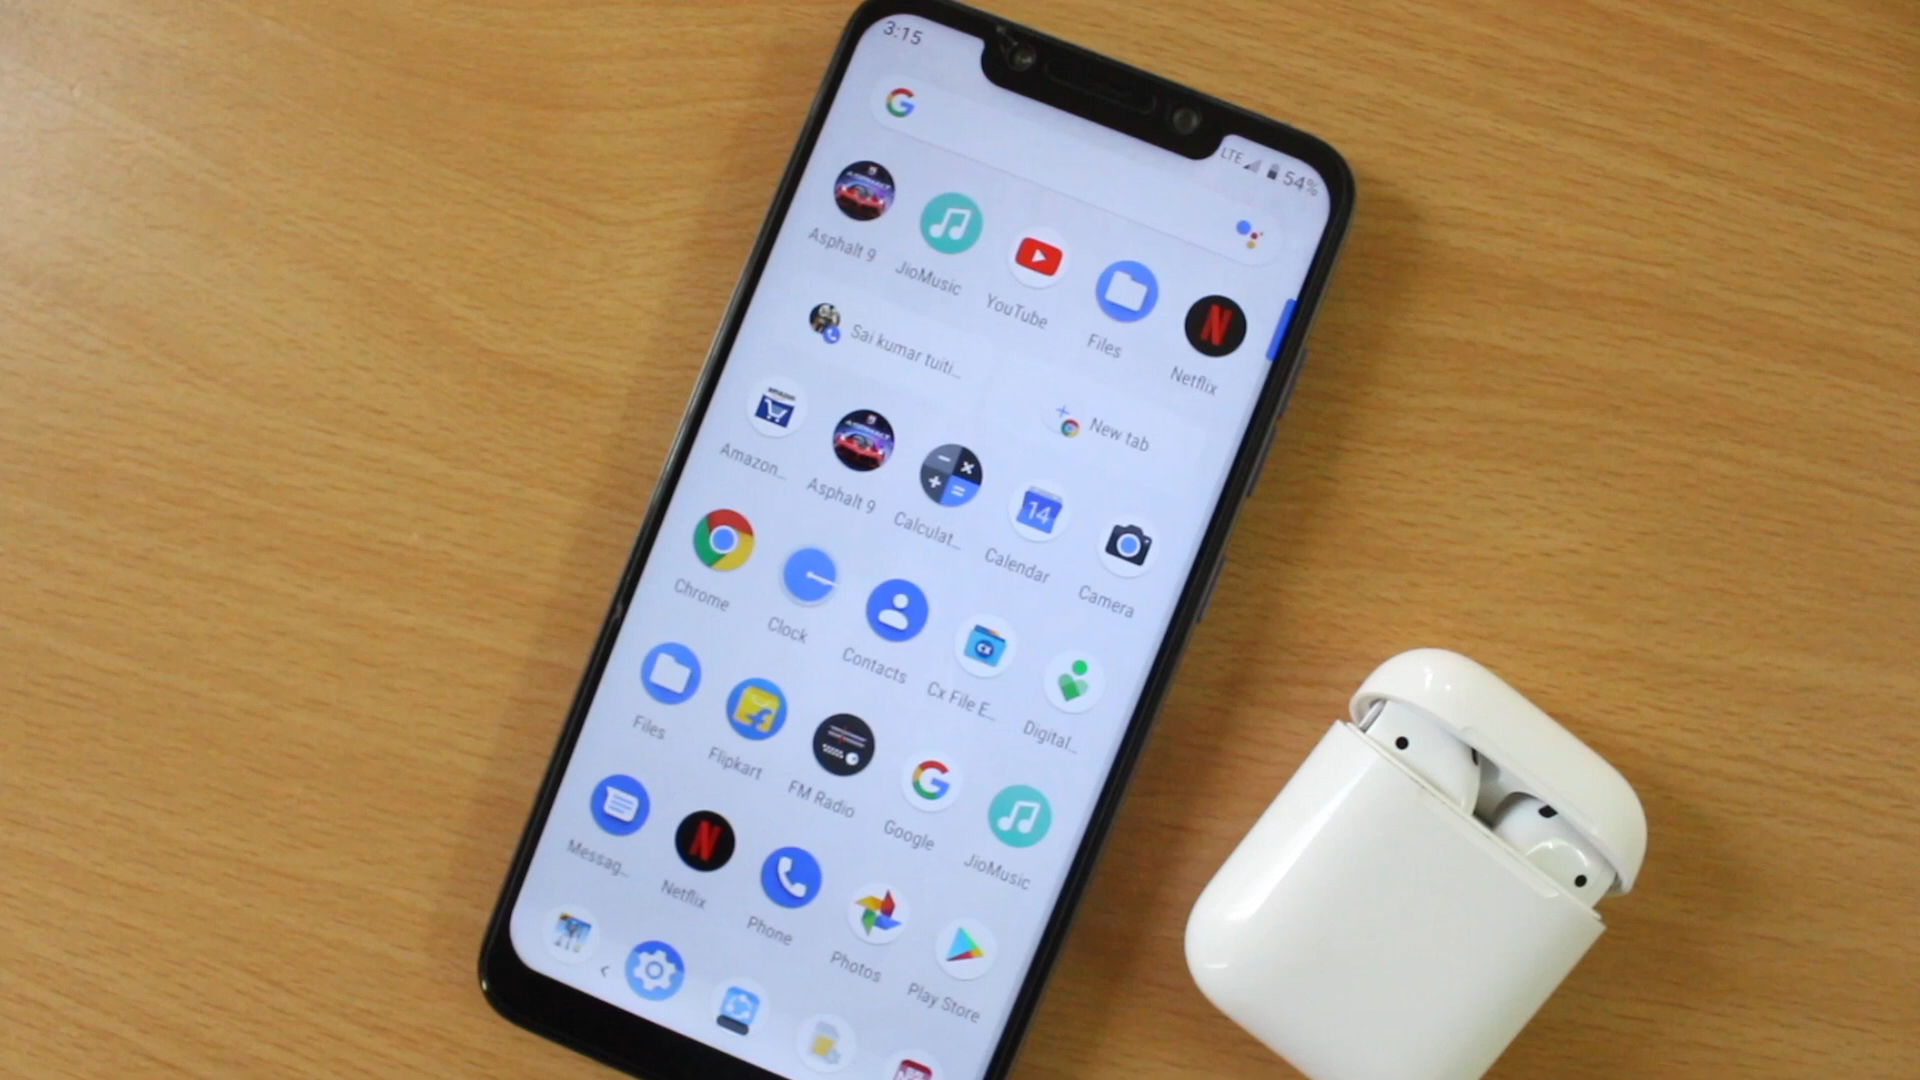 3:15
LTE 54%
Asphalt 9 JioMusic YouTube Files Netflix
Sai kumar tuiti...
New tab
Amazon... Asphalt 9 Calculat... Calendar Camera
14
Chrome Clock Contacts Cx File E... Digital...
CX
Files Flipkart FM Radio Google JioMusic
Messag... Netflix Phone Photos Play Store